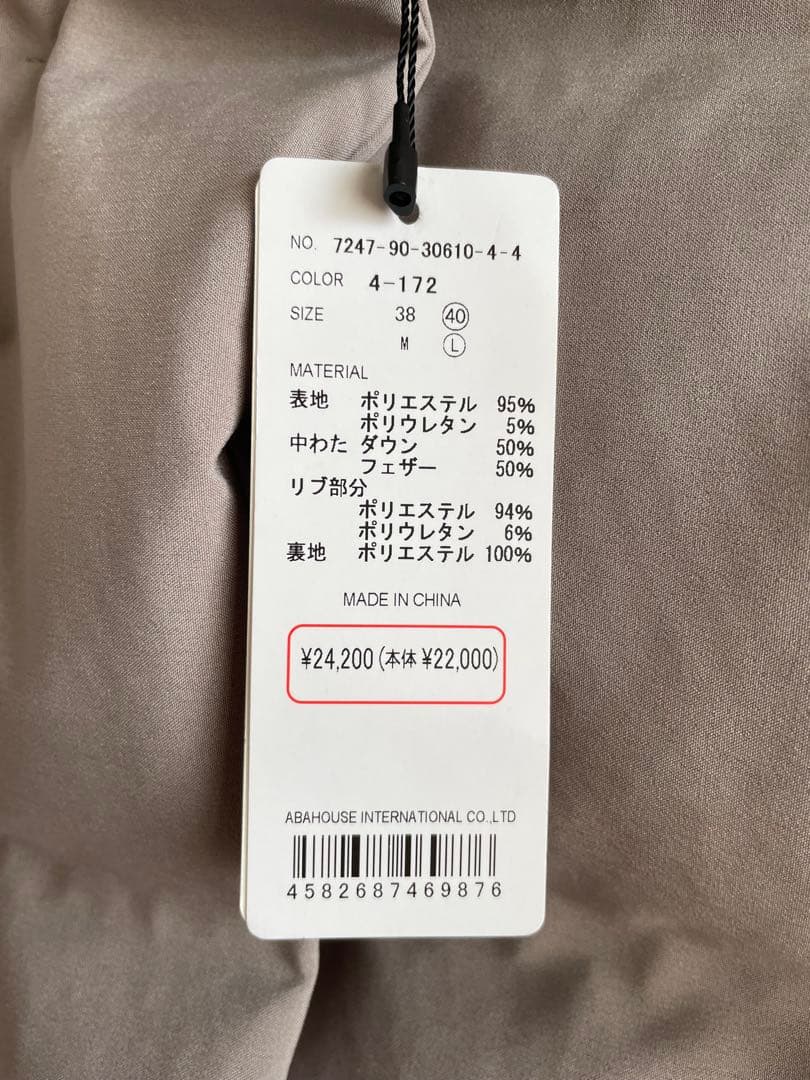 NO. 7247-90-30610-4-4
COLOR 4-172
SIZE 38 40
M L
MATERIAL
表地 ポリエステル 95%
ポリウレタン 5%
中わた ダウン 50%
フェザー 50%
リブ部分
ポリエステル 94%
ポリウレタン 6%
裏地 ポリエステル 100%
MADE IN CHINA
¥24,200(本体 ¥22,000)
ABAHOUSE INTERNATIONAL CO.,LTD
4582687469876